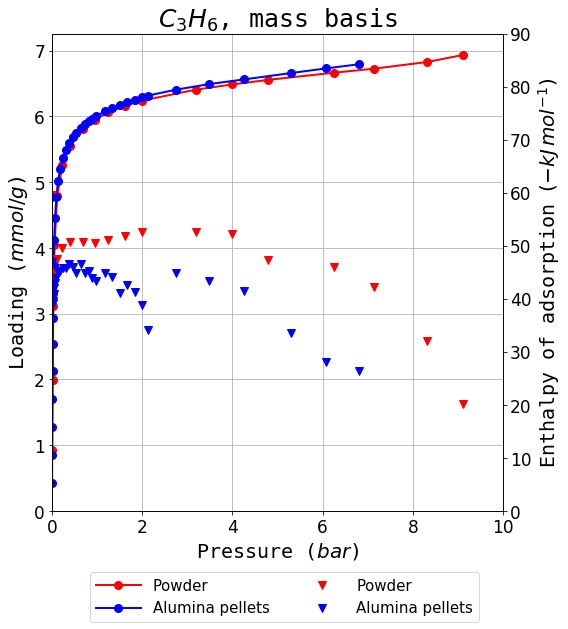 C₃H₆, mass basis
7
6
5
4
3
2
1
0
Loading (mmol/g)
90
80
70
60
50
40
30
20
10
0
Enthalpy of adsorption (−kJ mol⁻¹)
0 2 4 6 8 10
Pressure (bar)
Powder Powder
Alumina pellets Alumina pellets